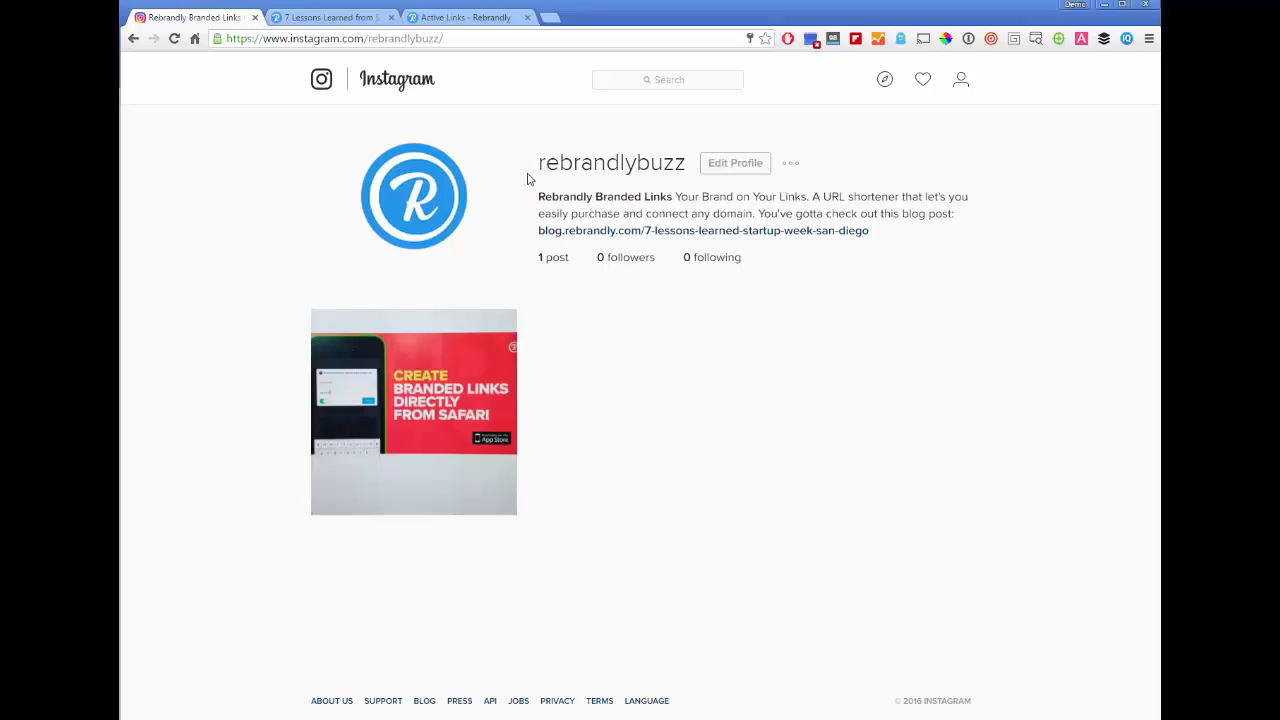 Demo
Rebrandly Branded Links
7 Lessons Learned from S
Active Links - Rebrandly
https://www.instagram.com/rebrandlybuzz/
Instagram
Search
rebrandlybuzz Edit Profile
Rebrandly Branded Links Your Brand on Your Links. A URL shortener that let's you
easily purchase and connect any domain. You've gotta check out this blog post:
blog.rebrandly.com/7-lessons-learned-startup-week-san-diego
1 post 0 followers 0 following
R
CREATE
BRANDED LINKS
DIRECTLY
FROM SAFARI
App Store
ABOUT US SUPPORT BLOG PRESS API JOBS PRIVACY TERMS LANGUAGE © 2016 INSTAGRAM